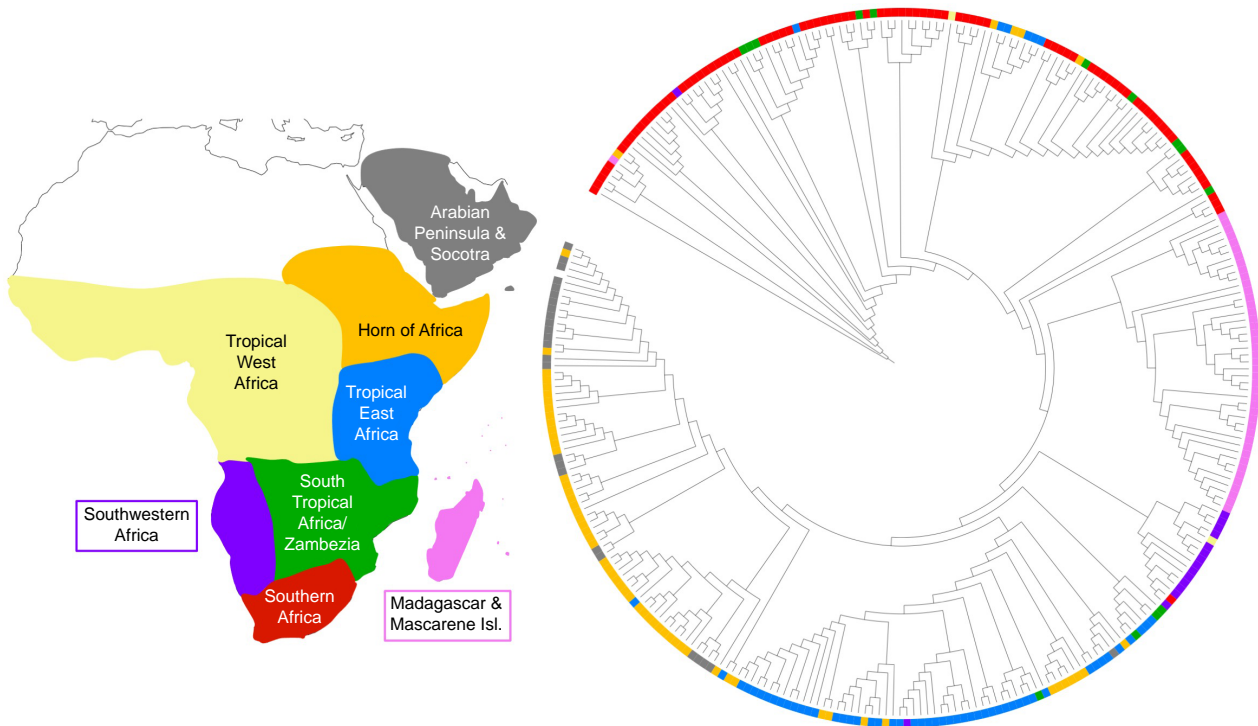 Arabian
Peninsula &
Socotra
Horn of Africa
Tropical
West
Africa
Tropical
East
Africa
South
Tropical
Africa/
Zambezia
Southwestern
Africa
Southern
Africa
Madagascar &
Mascarene Isl.